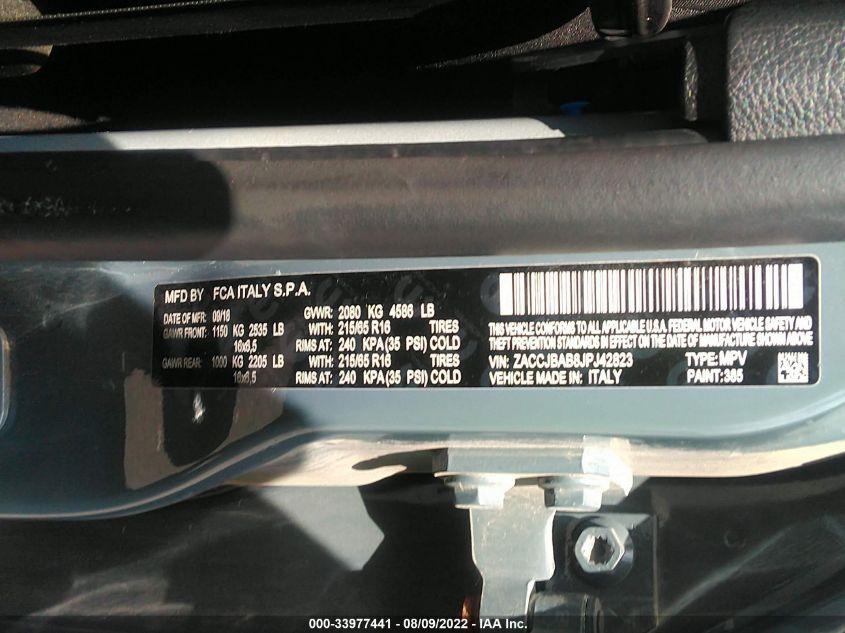 MFD BY FCA ITALY S.P.A.
DATE OF MFR: 09/18 GVWR: 2080 KG 4586 LB
GAWR FRONT: 1150 KG 2535 LB WITH: 215/65 R16 TIRES
16x6,5 RIMS AT: 240 KPA(35 PSI) COLD
GAWR REAR: 1000 KG 2205 LB WITH: 215/65 R16 TIRES
16x6,5 RIMS AT: 240 KPA(35 PSI) COLD
THIS VEHICLE CONFORMS TO ALL APPLICABLE U.S.A. FEDERAL MOTOR VEHICLE SAFETY AND
THEFT PREVENTION STANDARDS IN EFFECT ON THE DATE OF MANUFACTURE SHOWN ABOVE.
VIN: ZACCJBAB8JPJ42823 TYPE: MPV
VEHICLE MADE IN: ITALY PAINT: 385
000-33977441 - 08/09/2022 - IAA Inc.